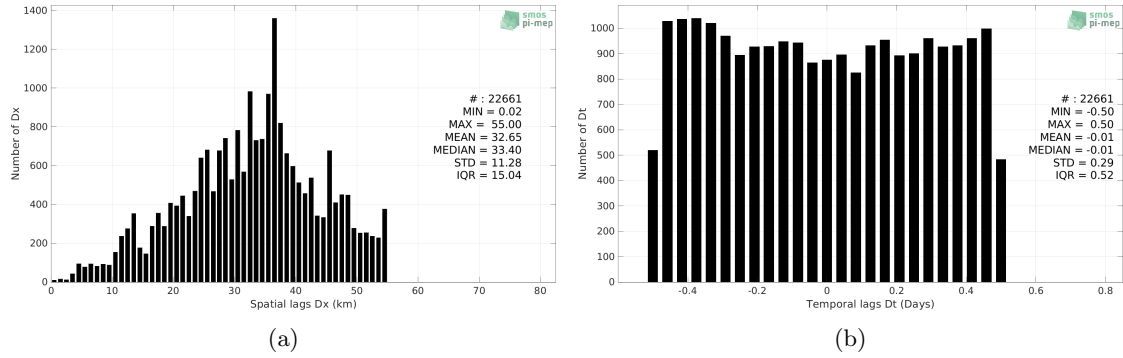 1400
1200
1000
800
600
400
200
0
Number of Dx
0 10 20 30 40 50 60 70 80
Spatial lags Dx (km)
smos
pi-mep
# : 22661
MIN = 0.02
MAX = 55.00
MEAN = 32.65
MEDIAN = 33.40
STD = 11.28
IQR = 15.04
(a)
1000
900
800
700
600
500
400
300
200
100
0
Number of Dt
-0.4 -0.2 0 0.2 0.4 0.6 0.8
Temporal lags Dt (Days)
smos
pi-mep
# : 22661
MIN = -0.50
MAX = 0.50
MEAN = -0.01
MEDIAN = -0.01
STD = 0.29
IQR = 0.52
(b)